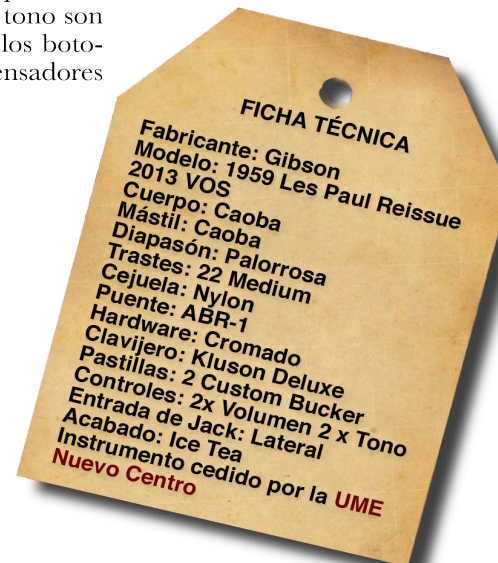 tono son
los boto-
ensadores
FICHA TÉCNICA
Fabricante: Gibson
Modelo: 1959 Les Paul Reissue
2013 VOS
Cuerpo: Caoba
Mástil: Caoba
Diapasón: Palorrosa
Trastes: 22 Medium
Cejuela: Nylon
Puente: ABR-1
Hardware: Cromado
Clavijero: Kluson Deluxe
Pastillas: 2 Custom Bucker
Controles: 2x Volumen 2 x Tono
Entrada de Jack: Lateral
Acabado: Ice Tea
Instrumento cedido por la UME
Nuevo Centro